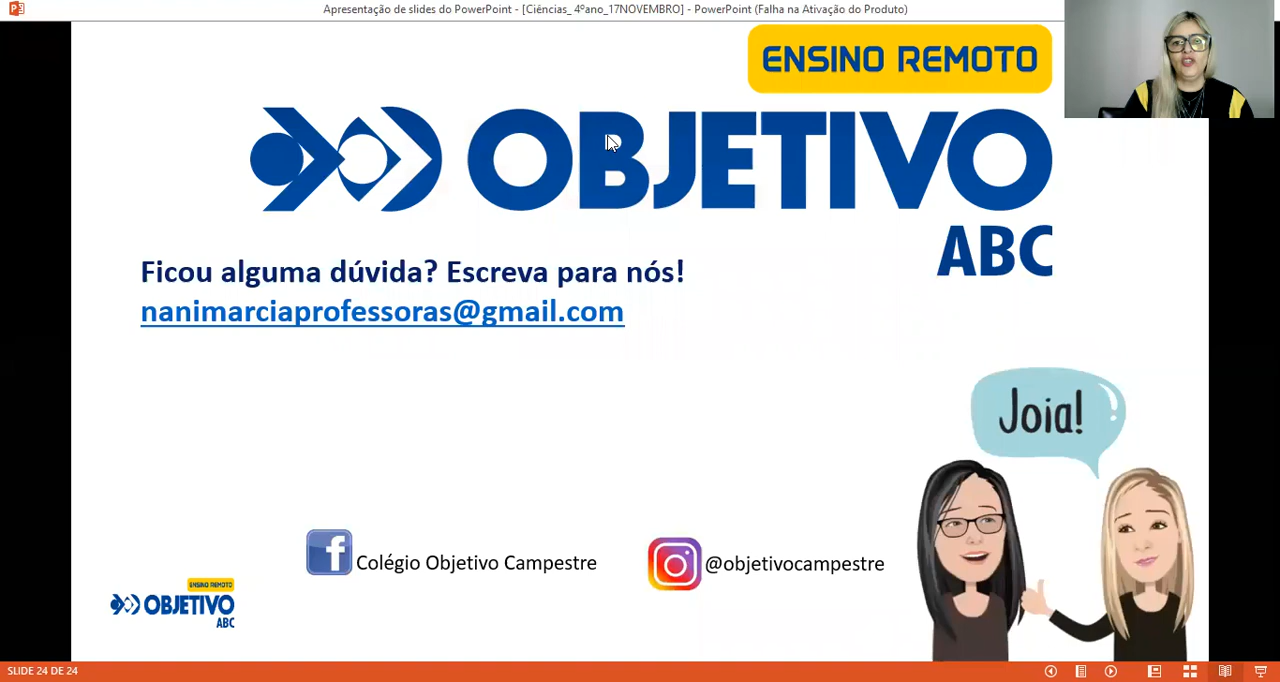 Apresentação de slides do PowerPoint - [Ciências_ 4ºano_17NOVEMBRO] - PowerPoint (Falha na Ativação do Produto)
ENSINO REMOTO
OBJETIVO
ABC
Ficou alguma dúvida? Escreva para nós!
nanimarciaprofessoras@gmail.com
Joia!
Colégio Objetivo Campestre
@objetivocampestre
ENSINO REMOTO
OBJETIVO
ABC
SLIDE 24 DE 24